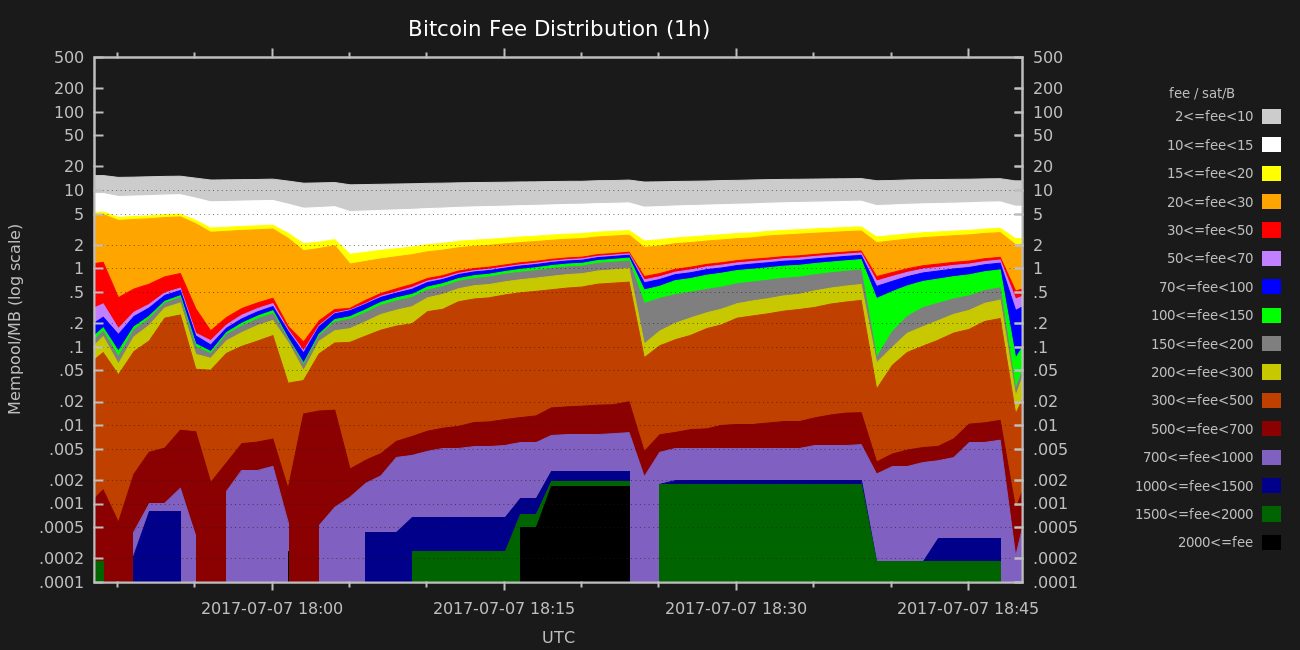 Bitcoin Fee Distribution (1h)
500 500
200 200
100 100
50 50
20 20
10 10
5 5
2 2
1 1
.5 .5
.2 .2
.1 .1
.05 .05
.02 .02
.01 .01
.005 .005
.002 .002
.001 .001
.0005 .0005
.0002 .0002
.0001 .0001
Mempool/MB (log scale)
2017-07-07 18:00 2017-07-07 18:15 2017-07-07 18:30 2017-07-07 18:45
UTC
fee / sat/B
2<=fee<10
10<=fee<15
15<=fee<20
20<=fee<30
30<=fee<50
50<=fee<70
70<=fee<100
100<=fee<150
150<=fee<200
200<=fee<300
300<=fee<500
500<=fee<700
700<=fee<1000
1000<=fee<1500
1500<=fee<2000
2000<=fee